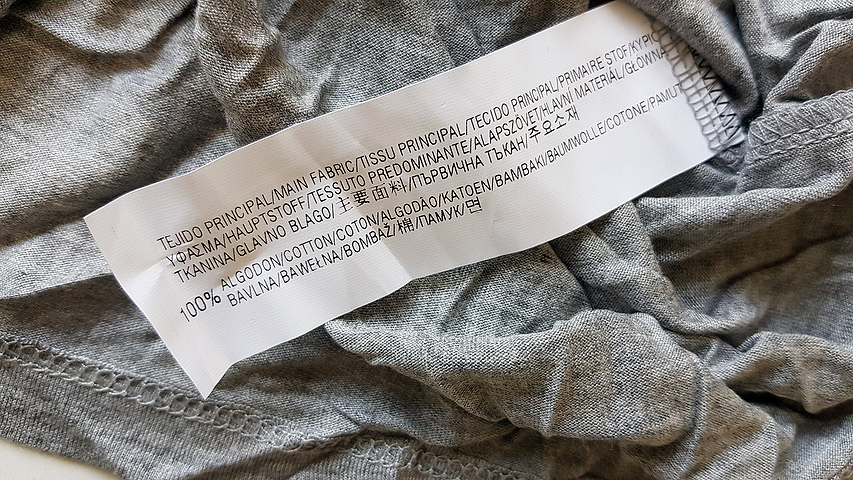 TEJIDO PRINCIPAL/MAIN FABRIC/TISSU PRINCIPAL/TECIDO PRINCIPAL/PRIMAIRE STOF/ΚΥΡΙΟ
ΥΦΑΣΜΑ/HAUPTSTOFF/TESSUTO PREDOMINANTE/ALAPSZÖVET/HLAVNÍ MATERIÁL/GŁÓWNA
TKANINA/GLAVNO BLAGO/主要面料/ПЪРВИЧНА ТЪКАН/주요소재
100% ALGODON/COTTON/COTON/ALGODÃO/KATOEN/BAMBAKI/BAUMWOLLE/COTONE/PAMUT
BAVLNA/BAWEŁNA/BOMBAŽ/棉/ПАМУК/면